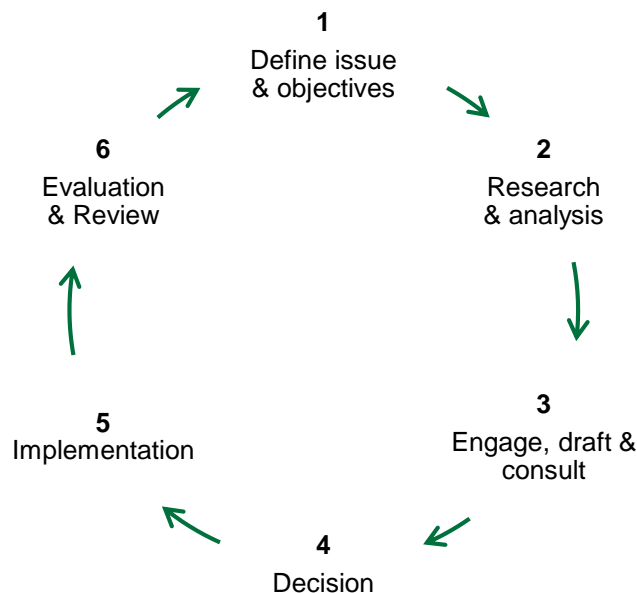 1
Define issue
& objectives
2
Research
& analysis
3
Engage, draft &
consult
4
Decision
5
Implementation
6
Evaluation
& Review